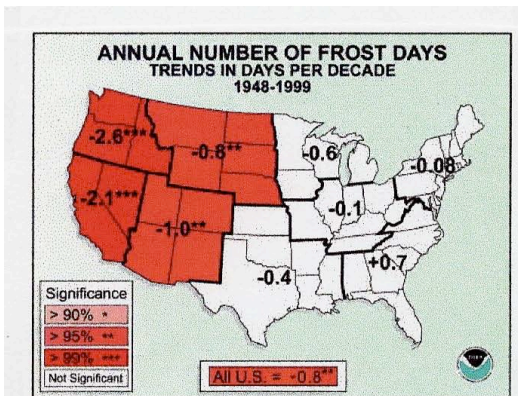 ANNUAL NUMBER OF FROST DAYS
TRENDS IN DAYS PER DECADE
1948-1999
-2.6***
-0.8**
-0.6
-0.08
-2.1***
-0.1
-1.0**
+0.7
-0.4
Significance
> 90% *
> 95% **
> 99% ***
Not Significant
All U.S. = -0.8**